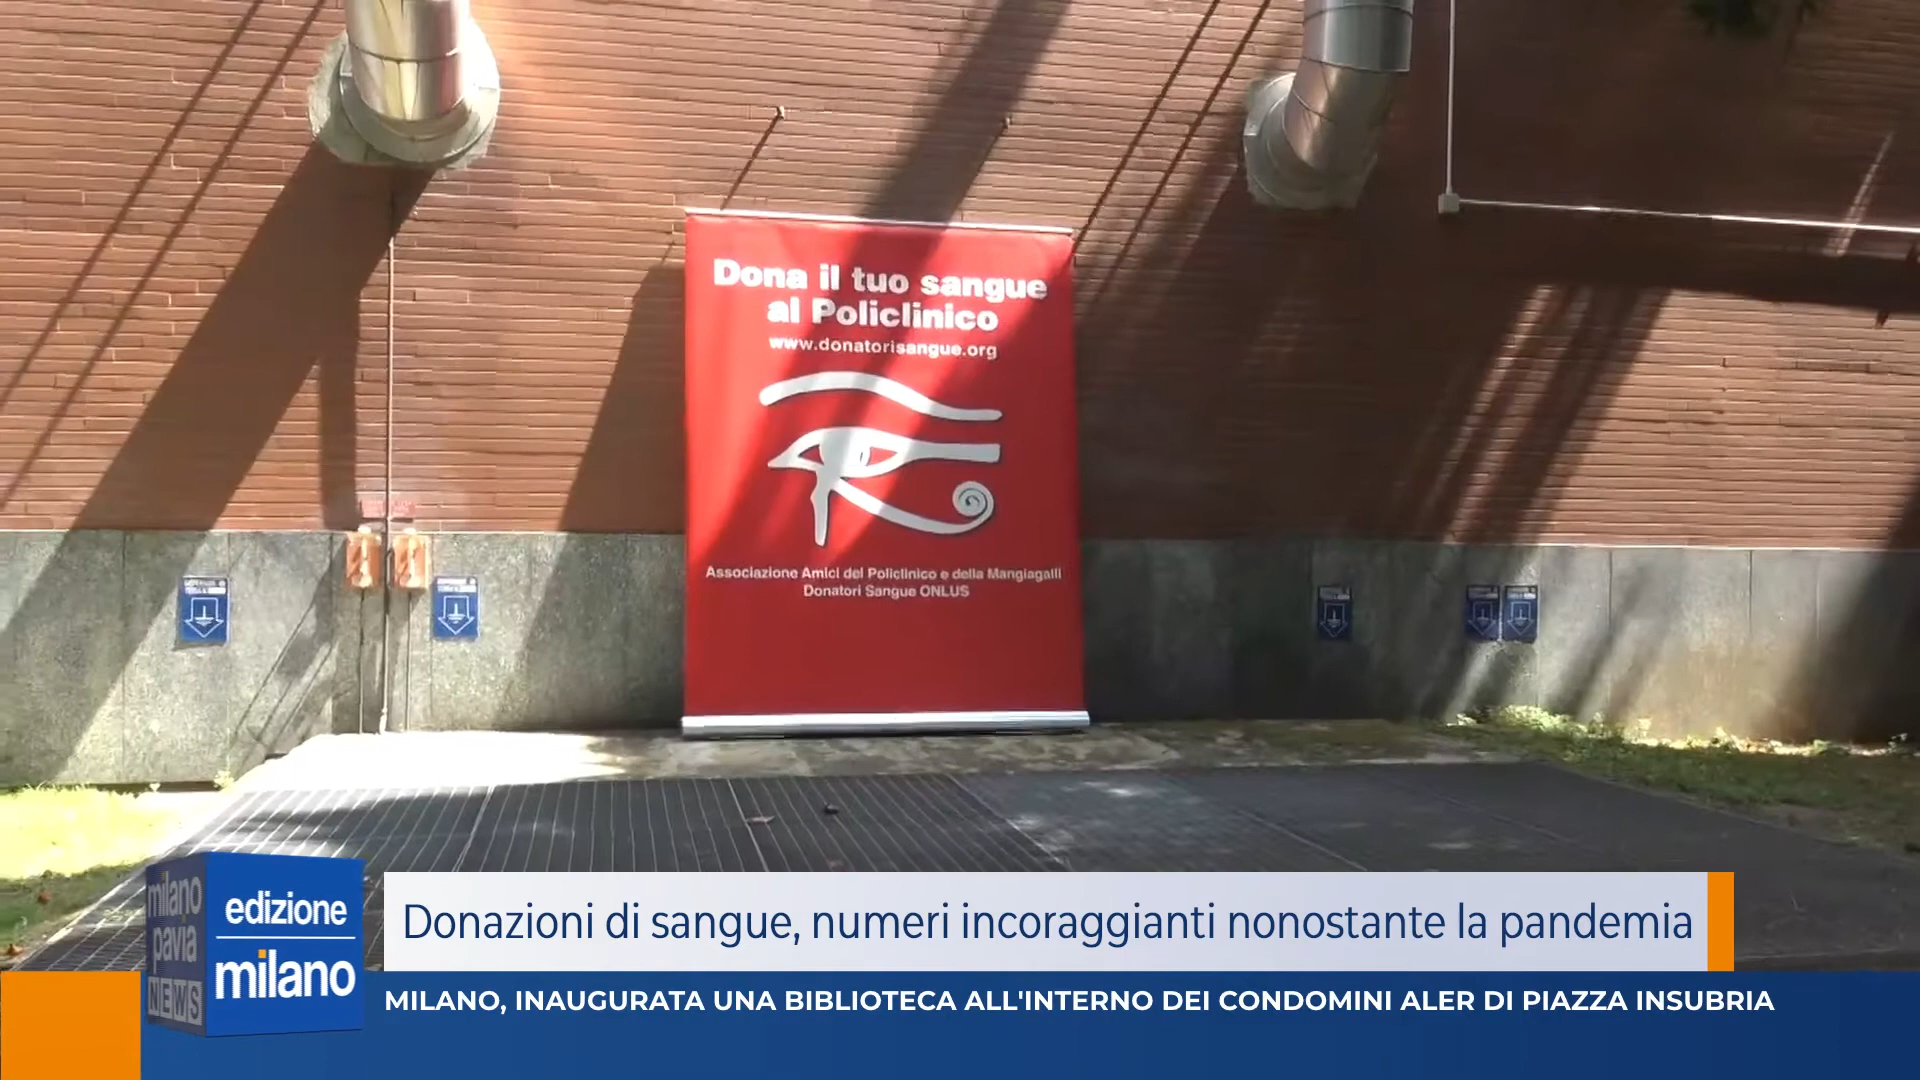 Dona il tuo sangue
al Policlinico
www.donatorisangue.org
Associazione Amici del Policlinico e della Mangiagalli
Donatori Sangue ONLUS
milano
pavia
NEWS
edizione
milano
Donazioni di sangue, numeri incoraggianti nonostante la pandemia
MILANO, INAUGURATA UNA BIBLIOTECA ALL'INTERNO DEI CONDOMINI ALER DI PIAZZA INSUBRIA